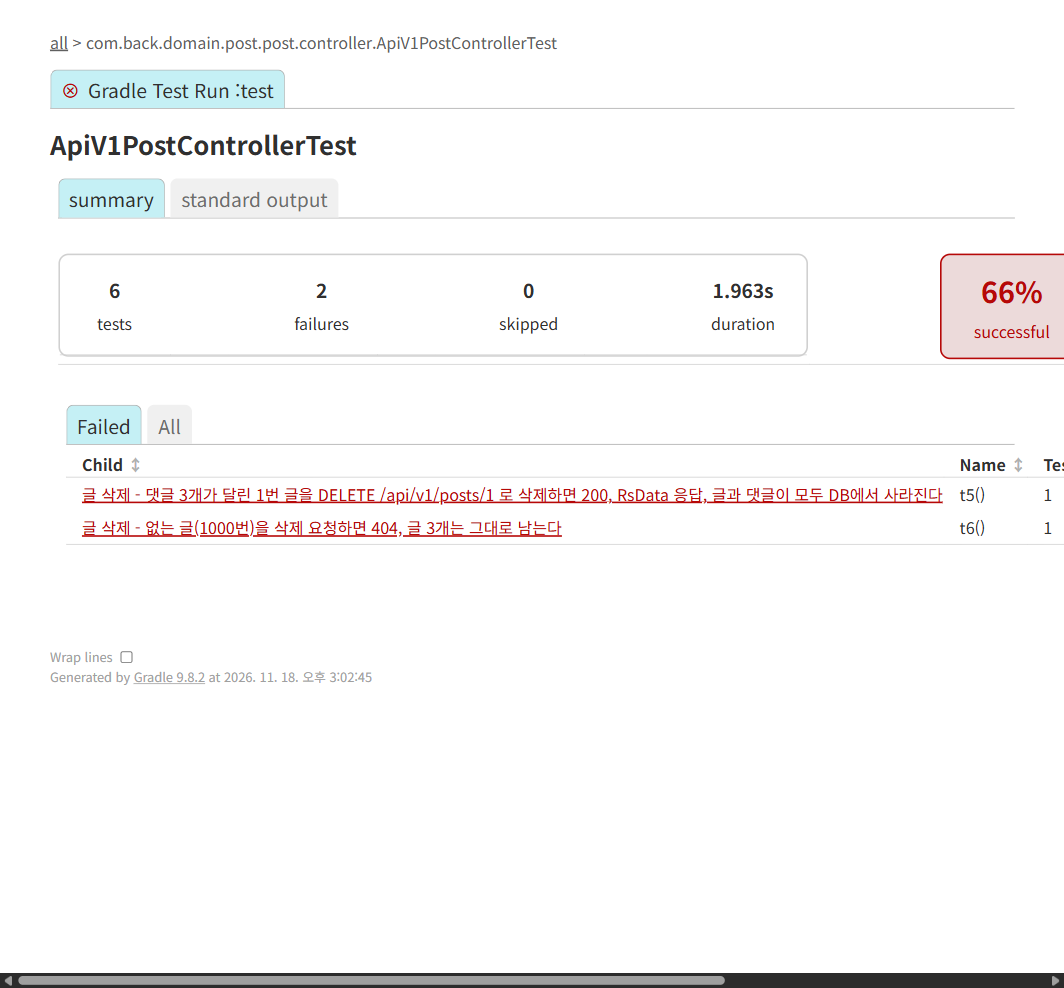 all > com.back.domain.post.post.controller.ApiV1PostControllerTest
Gradle Test Run :test
ApiV1PostControllerTest
summary standard output
6 2 0 1.963s 66%
tests failures skipped duration successful
Failed All
Child Name
글 삭제 - 댓글 3개가 달린 1번 글을 DELETE /api/v1/posts/1 로 삭제하면 200, RsData 응답, 글과 댓글이 모두 DB에서 사라진다 t5() 1
글 삭제 - 없는 글(1000번)을 삭제 요청하면 404, 글 3개는 그대로 남는다 t6() 1
Wrap lines
Generated by Gradle 9.8.2 at 2026. 11. 18. 오후 3:02:45